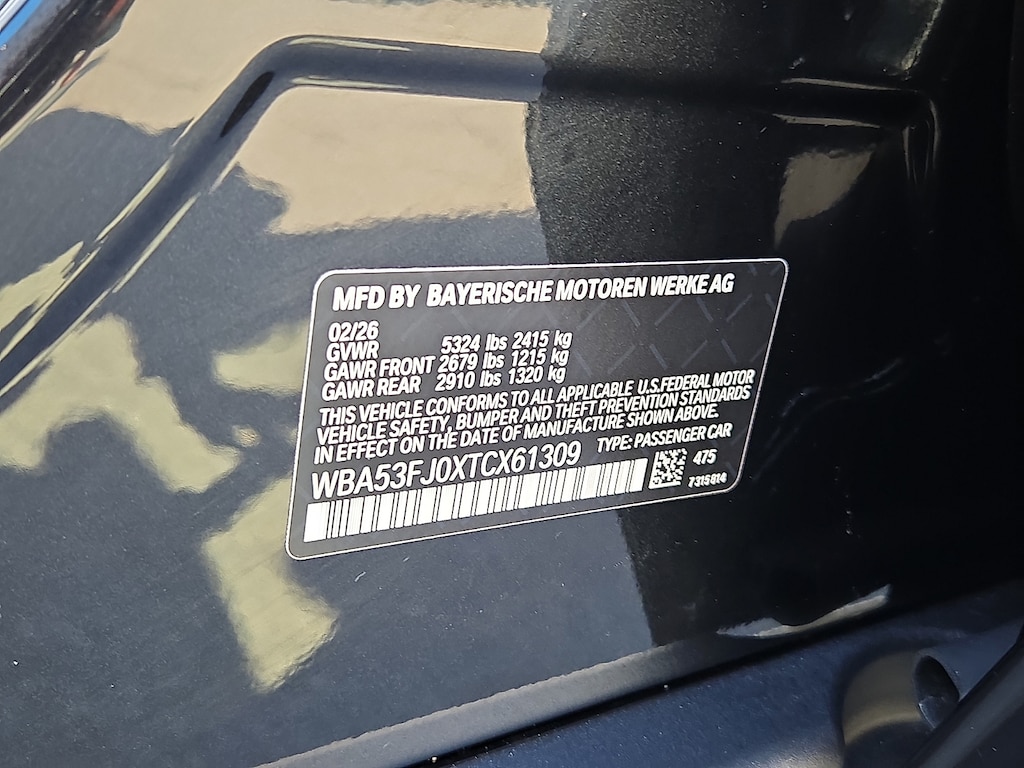 MFD BY BAYERISCHE MOTOREN WERKE AG
02/26
GVWR 5324 lbs 2415 kg
GAWR FRONT 2679 lbs 1215 kg
GAWR REAR 2910 lbs 1320 kg
THIS VEHICLE CONFORMS TO ALL APPLICABLE U.S.FEDERAL MOTOR
VEHICLE SAFETY, BUMPER AND THEFT PREVENTION STANDARDS
IN EFFECT ON THE DATE OF MANUFACTURE SHOWN ABOVE.
WBA53FJ0XTCX61309 TYPE: PASSENGER CAR
475
7315814